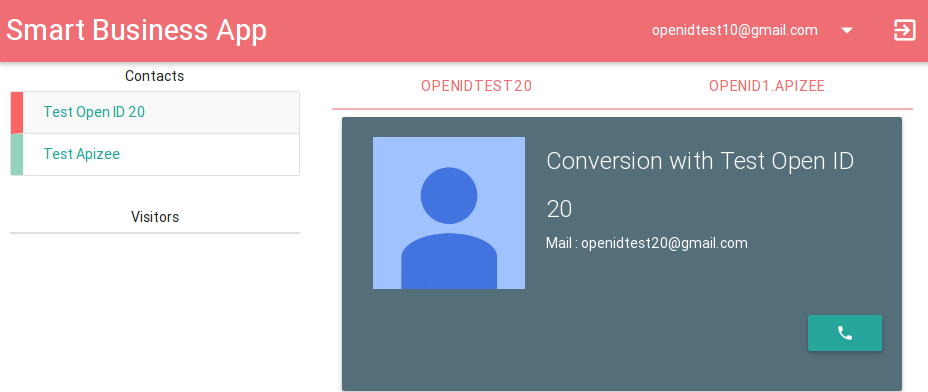 Smart Business App
openidtest10@gmail.com
Contacts
Test Open ID 20
Test Apizee
Visitors
OPENIDTEST20
OPENID1.APIZEE
Conversion with Test Open ID
20
Mail : openidtest20@gmail.com